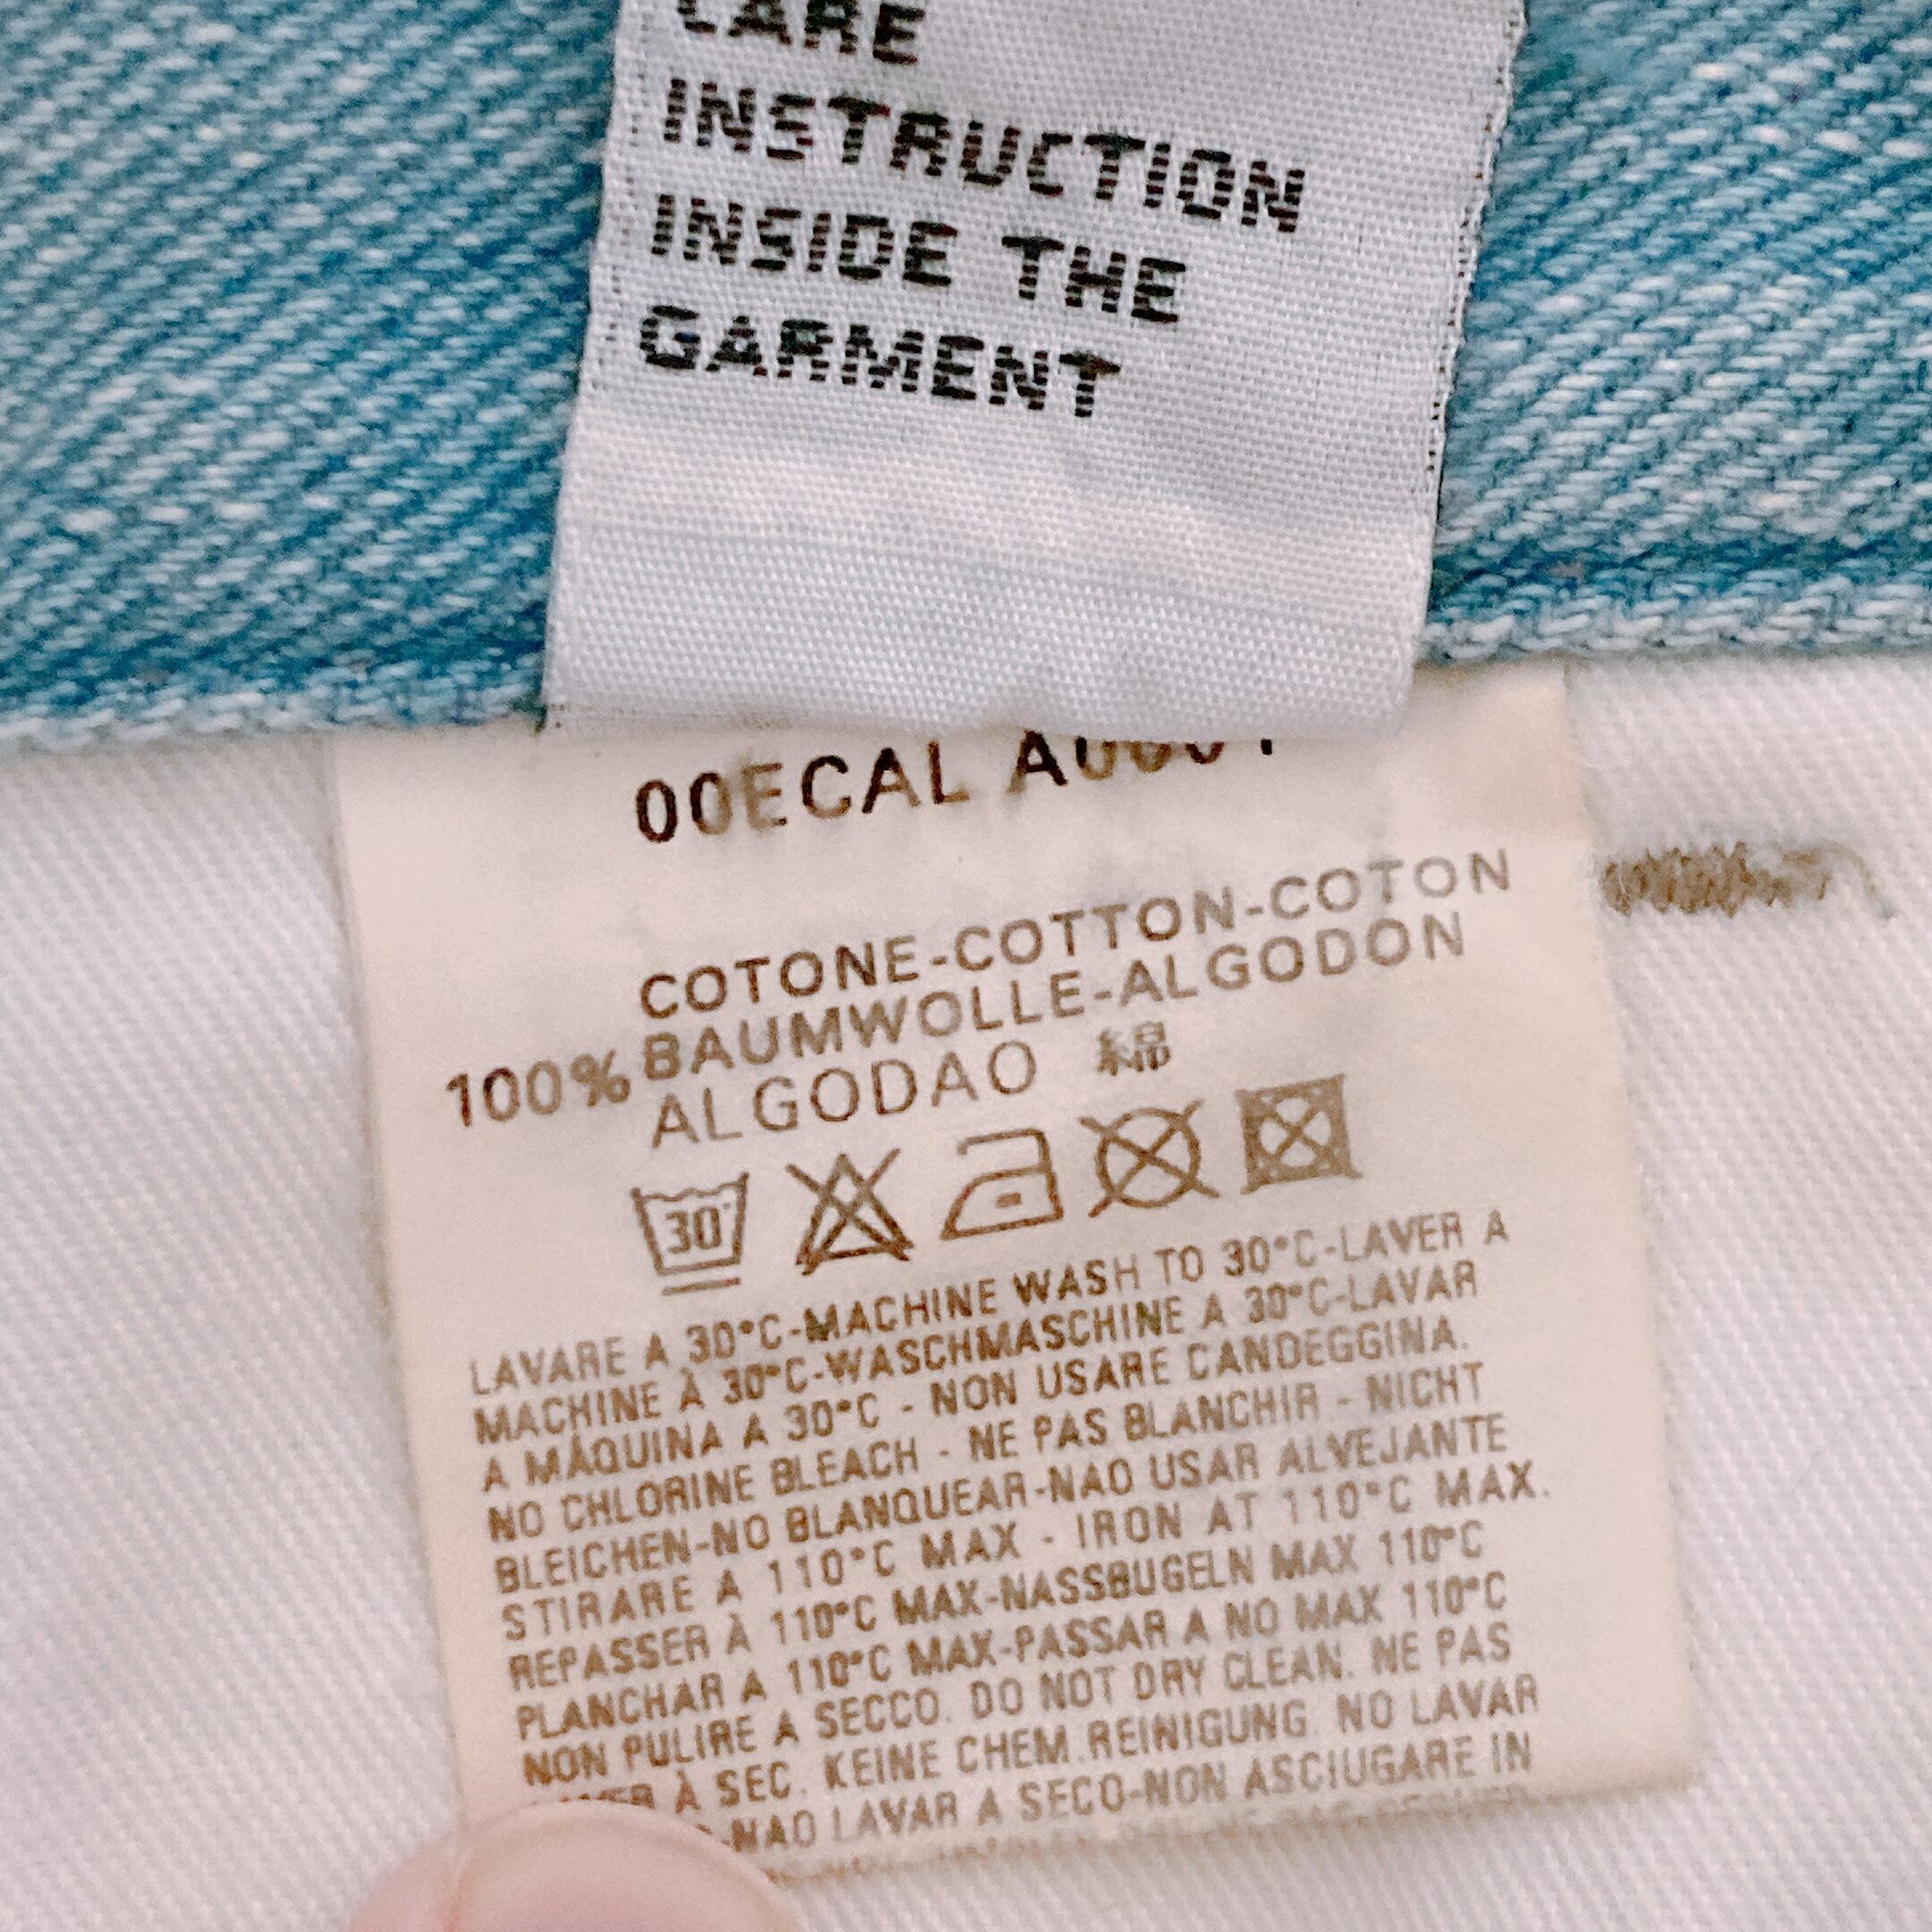 CARE
INSTRUCTION
INSIDE THE
GARMENT
00ECAL
COTONE-COTTON-COTON
100% BAUMWOLLE-ALGODON
ALGODAO 綿
30°
LAVARE A 30°C-MACHINE WASH TO 30°C-LAVER A
MACHINE À 30°C-WASCHMASCHINE A 30°C-LAVAR
A MÁQUINA A 30°C - NON USARE CANDEGGINA.
NO CHLORINE BLEACH - NE PAS BLANCHIR - NICHT
BLEICHEN-NO BLANQUEAR-NAO USAR ALVEJANTE
STIRARE A 110°C MAX - IRON AT 110°C MAX.
REPASSER À 110°C MAX-NASSBUGELN MAX 110°C
PLANCHAR A 110°C MAX-PASSAR A NO MAX 110°C
NON PULIRE A SECCO. DO NOT DRY CLEAN. NE PAS
À SEC. KEINE CHEM.REINIGUNG. NO LAVAR
-NAO LAVAR A SECO-NON ASCIUGARE IN